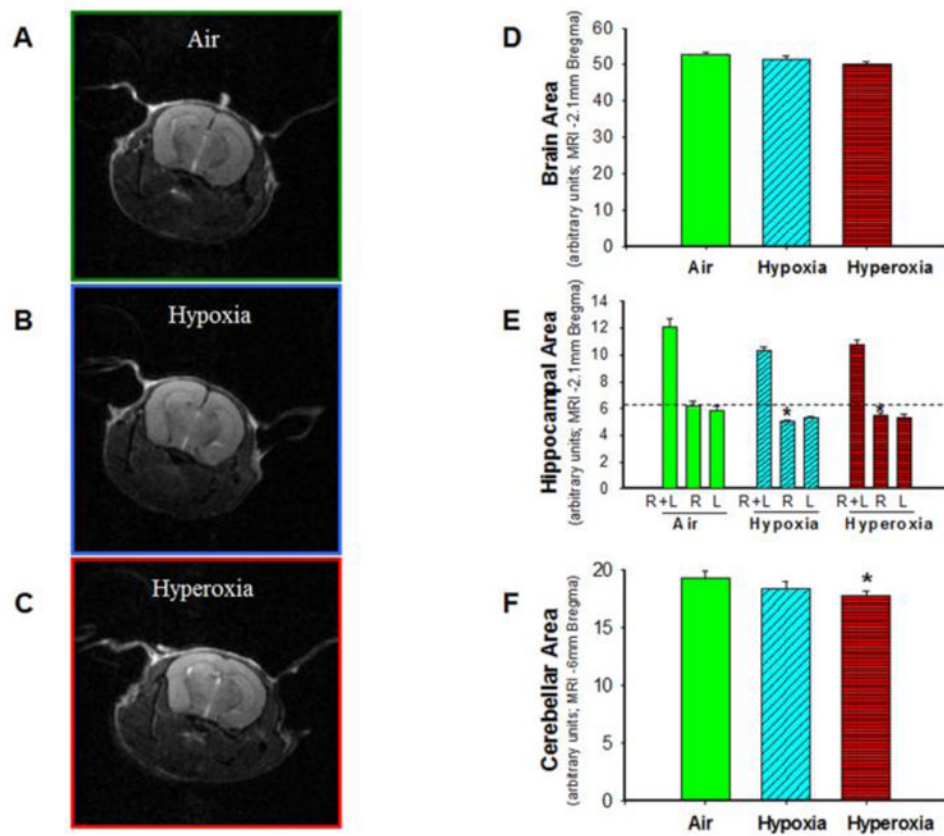 A
Air
B
Hypoxia
C
Hyperoxia
D
Brain Area
(arbitrary units; MRI -2.1mm Bregma)
60
50
40
30
20
10
0
Air Hypoxia Hyperoxia
E
Hippocampal Area
(arbitrary units; MRI -2.1mm Bregma)
14
12
10
8
6
4
2
0
* *
R+L R L R+L R L R+L R L
Air Hypoxia Hyperoxia
F
Cerebellar Area
(arbitrary units; MRI -6mm Bregma)
20
15
10
5
0
*
Air Hypoxia Hyperoxia